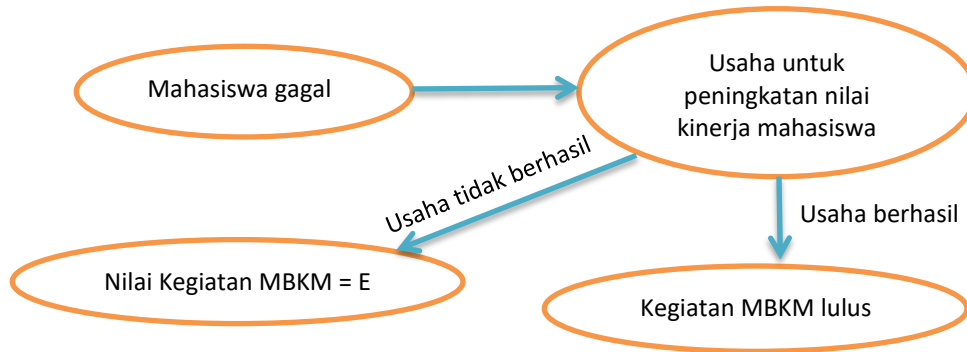 Mahasiswa gagal
Usaha untuk
peningkatan nilai
kinerja mahasiswa
Usaha tidak berhasil
Usaha berhasil
Nilai Kegiatan MBKM = E
Kegiatan MBKM lulus